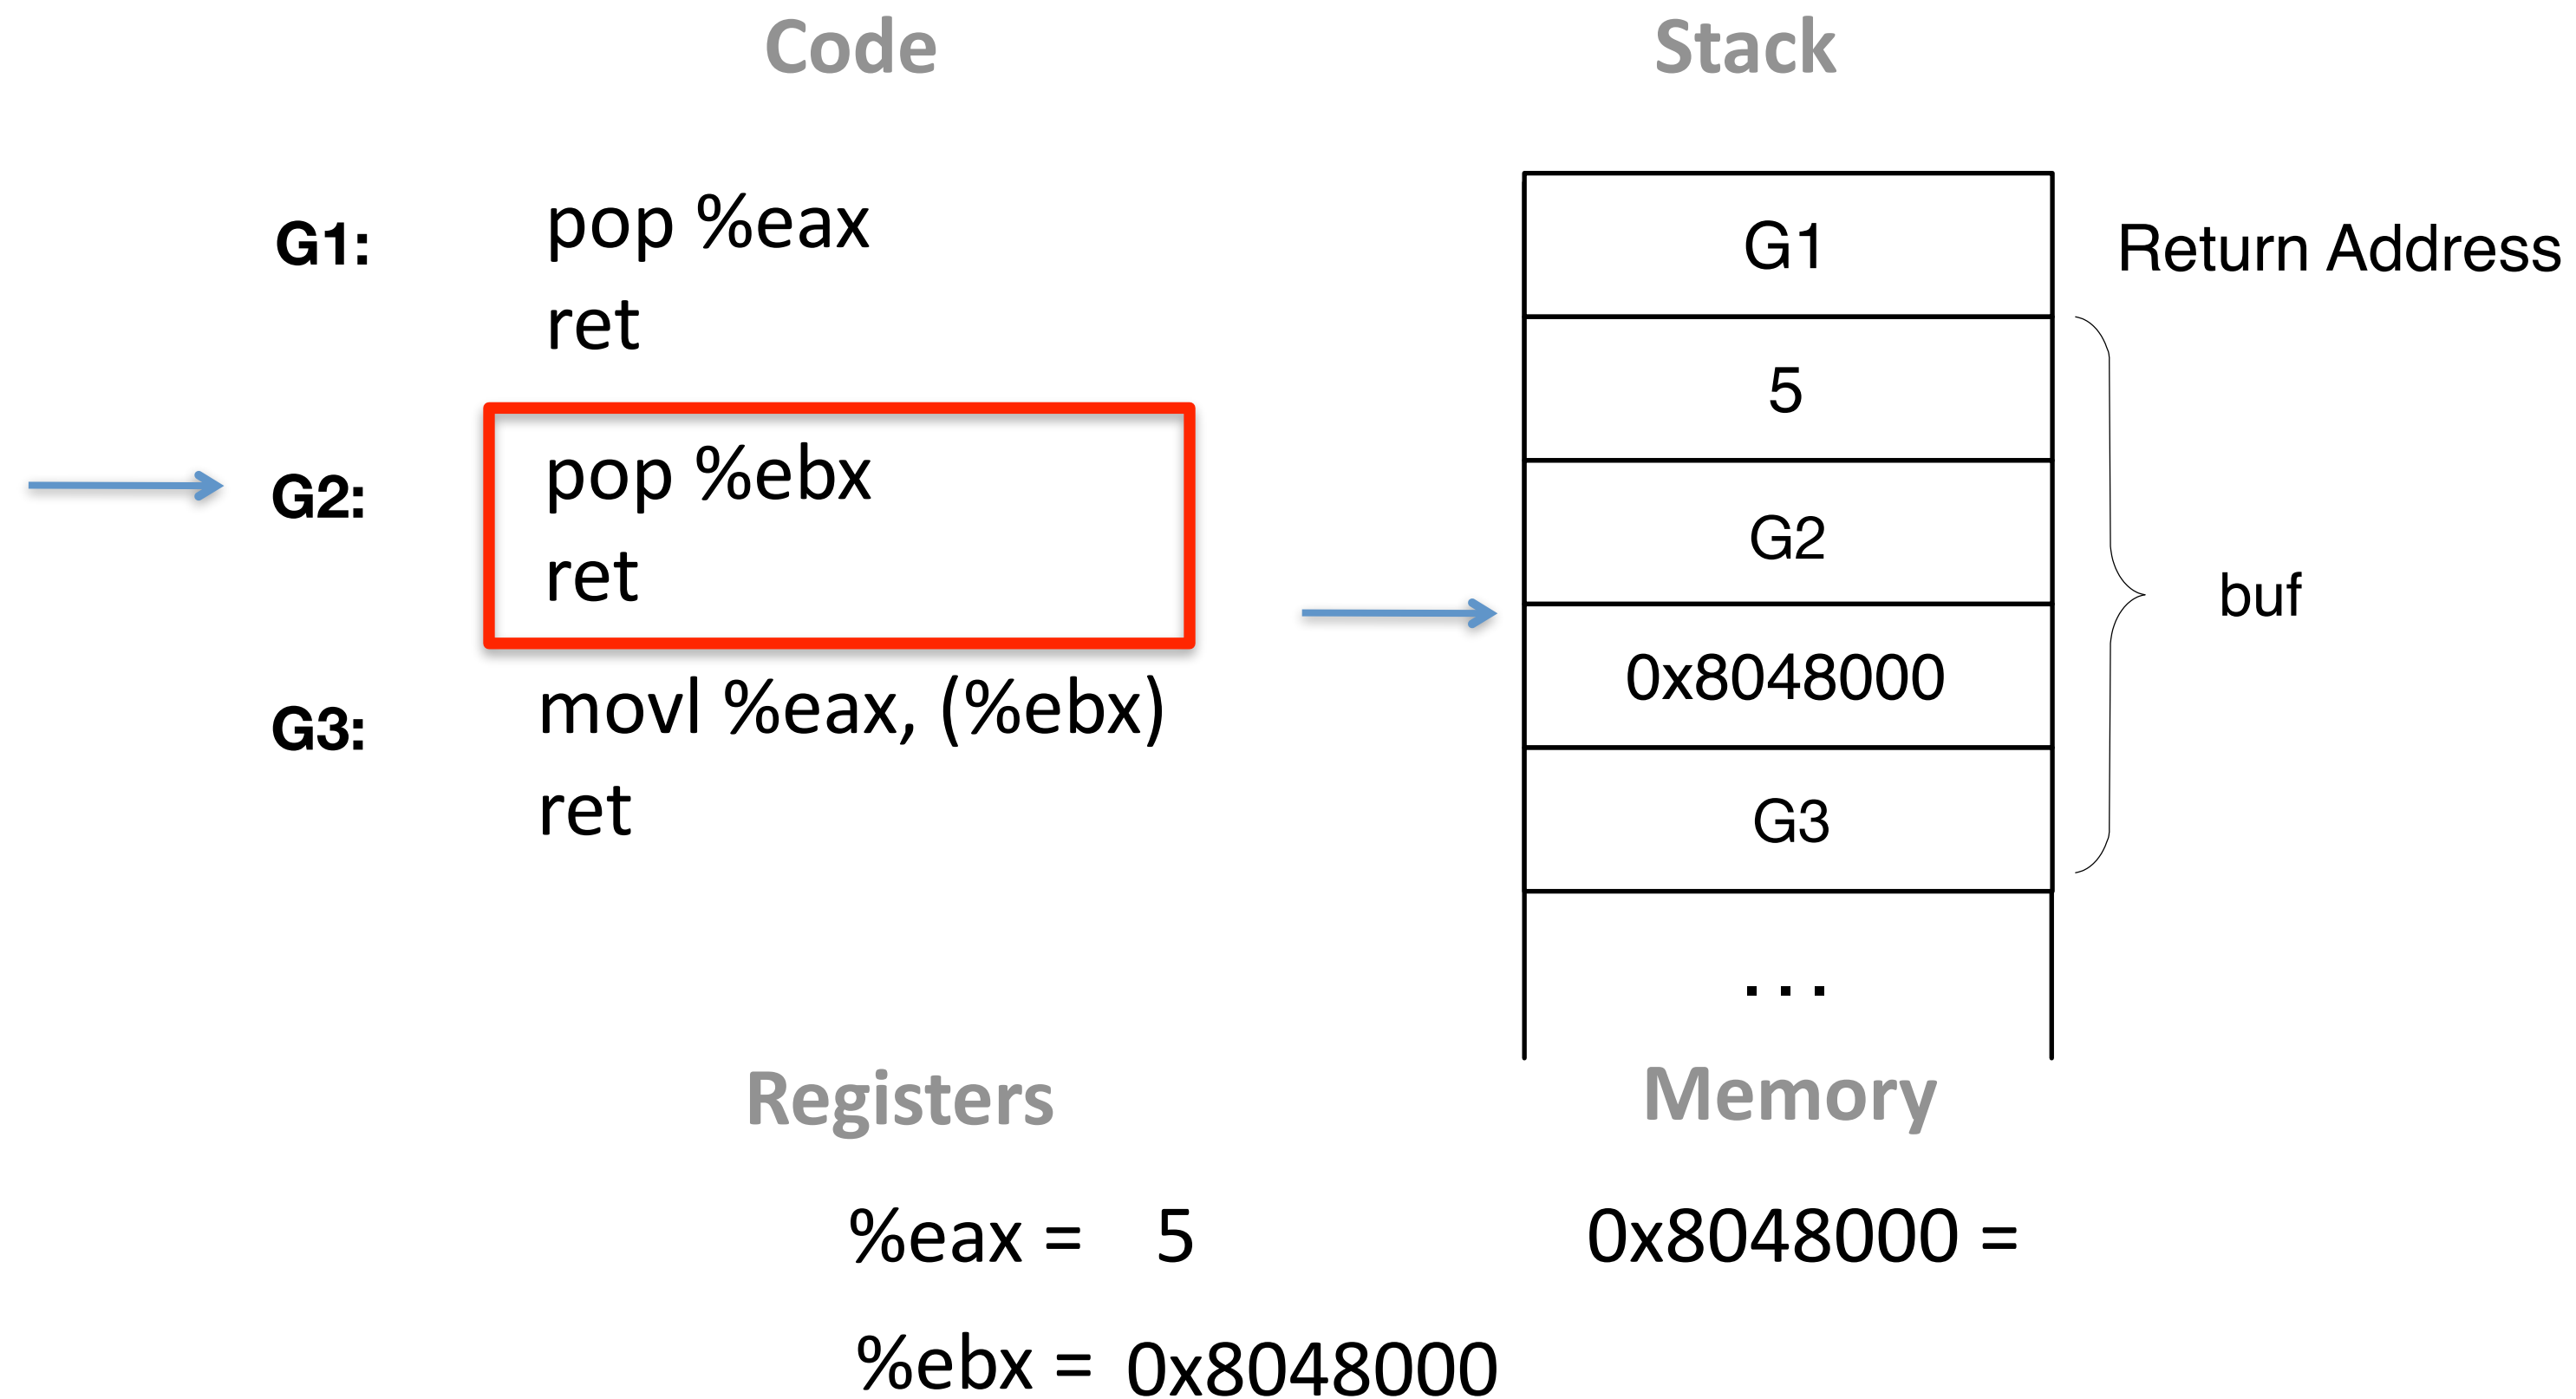 Code
G1: pop %eax
ret
G2: pop %ebx
ret
G3: movl %eax, (%ebx)
ret
Stack
G1 Return Address
5
G2
buf
0x8048000
G3
...
Registers
%eax = 5
%ebx = 0x8048000
Memory
0x8048000 =